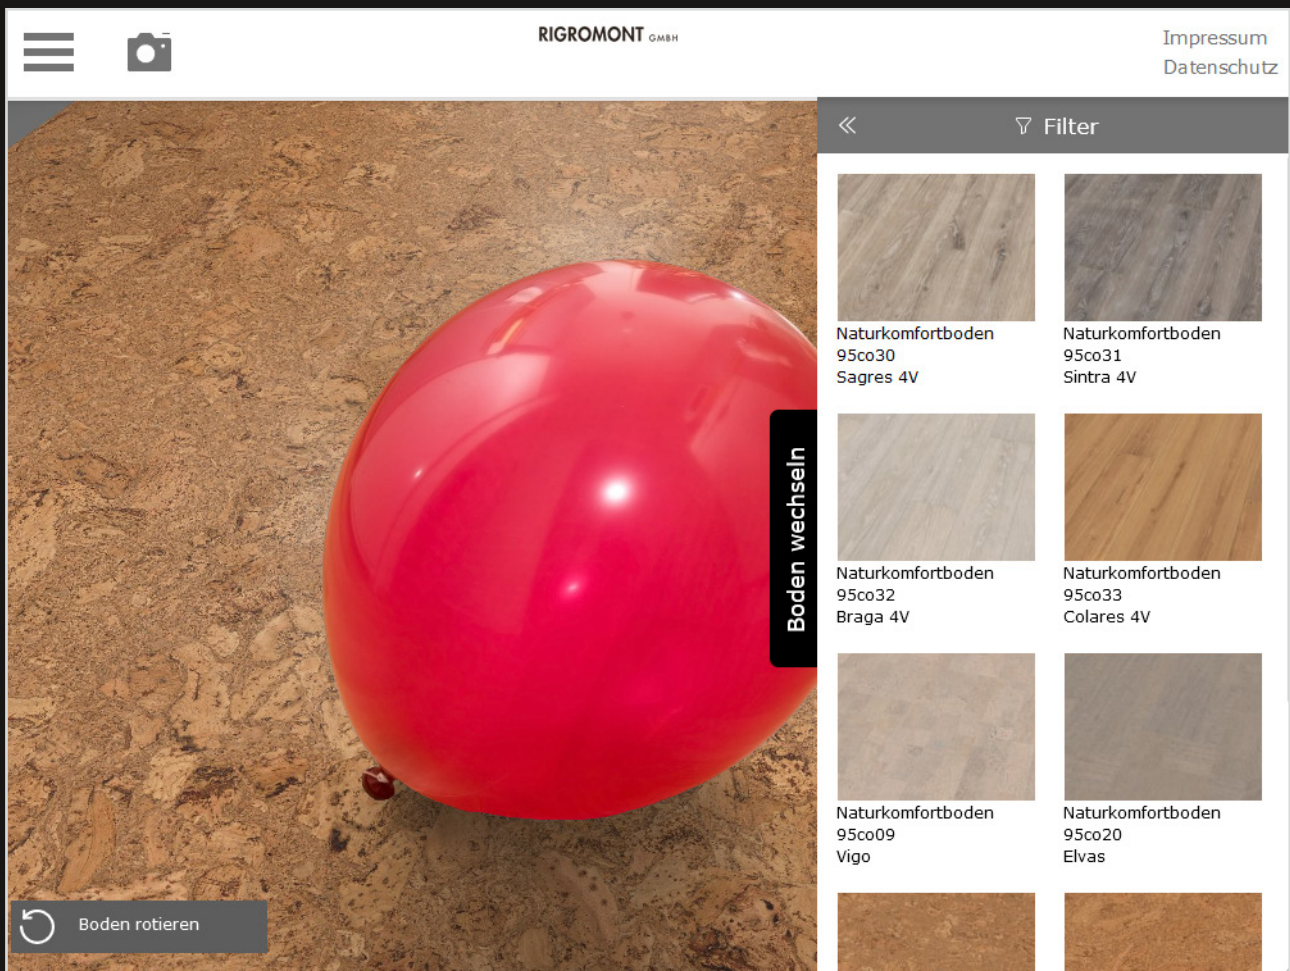 RIGROMONT GMBH
Impressum
Datenschutz
Filter
Naturkomfortboden
95co30
Sagres 4V
Naturkomfortboden
95co31
Sintra 4V
Naturkomfortboden
95co32
Braga 4V
Naturkomfortboden
95co33
Colares 4V
Naturkomfortboden
95co09
Vigo
Naturkomfortboden
95co20
Elvas
Boden wechseln
Boden rotieren